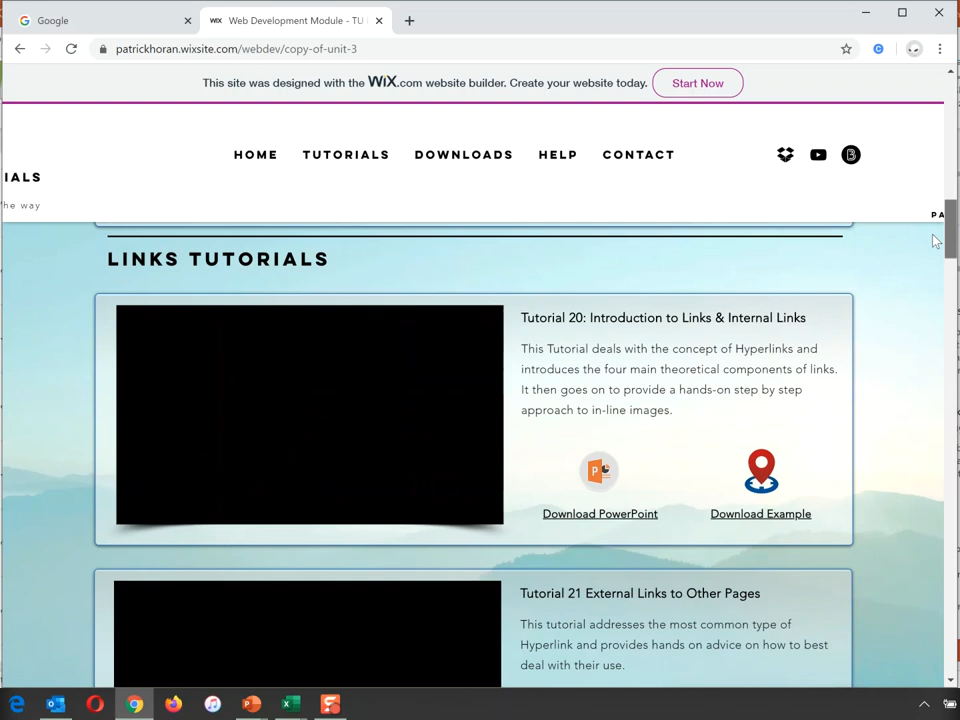 Google
WIX Web Development Module - TU
patrickhoran.wixsite.com/webdev/copy-of-unit-3
This site was designed with the WiX.com website builder. Create your website today. Start Now
HOME TUTORIALS DOWNLOADS HELP CONTACT
IALS
he way
PA
LINKS TUTORIALS
Tutorial 20: Introduction to Links & Internal Links
This Tutorial deals with the concept of Hyperlinks and
introduces the four main theoretical components of links.
It then goes on to provide a hands-on step by step
approach to in-line images.
Download PowerPoint Download Example
Tutorial 21 External Links to Other Pages
This tutorial addresses the most common type of
Hyperlink and provides hands on advice on how to best
deal with their use.